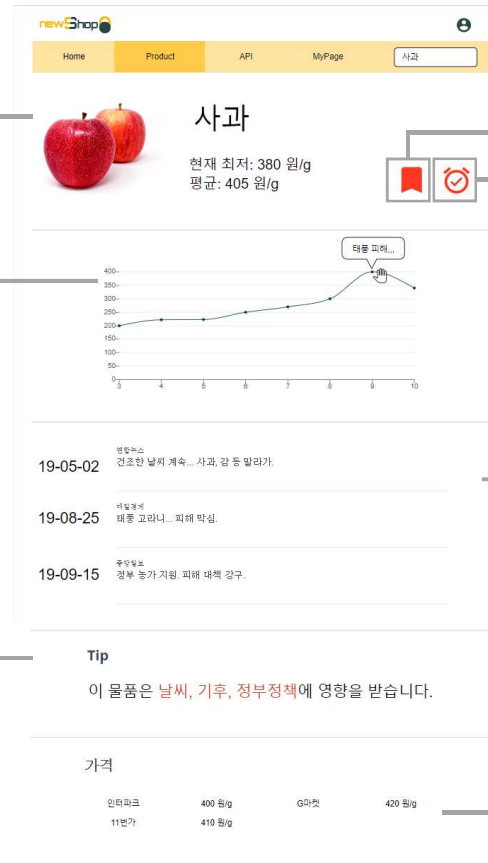 newShop
Home Product API MyPage 사과
사과
현재 최저: 380 원/g
평균: 405 원/g
태풍 피해,,,
400
350
300
250
200
150
100
50
0
3 4 5 6 7 8 9 10
연합뉴스
19-05-02 건조한 날씨 계속... 사과, 감 등 말라가.
매일경제
19-08-25 태풍 고라니... 피해 막심.
중앙일보
19-09-15 정부 농가 지원. 피해 대책 강구.
Tip
이 물품은 날씨, 기후, 정부정책에 영향을 받습니다.
가격
인터파크 400 원/g G마켓 420 원/g
11번가 410 원/g